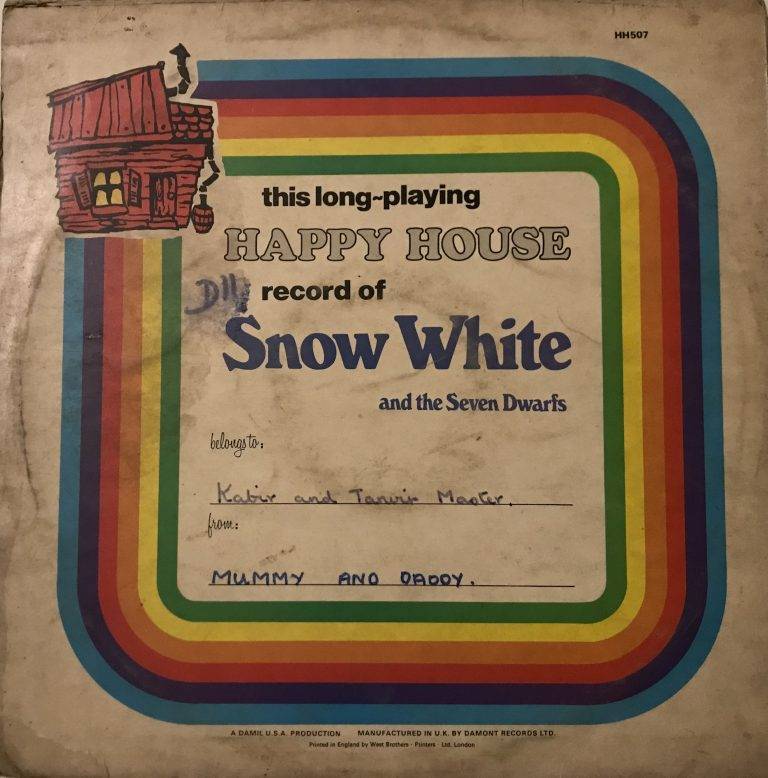 HH507
this long~playing
HAPPY HOUSE
record of
Snow White
and the Seven Dwarfs
belongs to:
Kabir and Tanvir Master.
from:
MUMMY AND DADDY.
A DAMIL U.S.A. PRODUCTION MANUFACTURED IN U.K. BY DAMONT RECORDS LTD.
Printed in England by West Brothers · Printers · Ltd. London